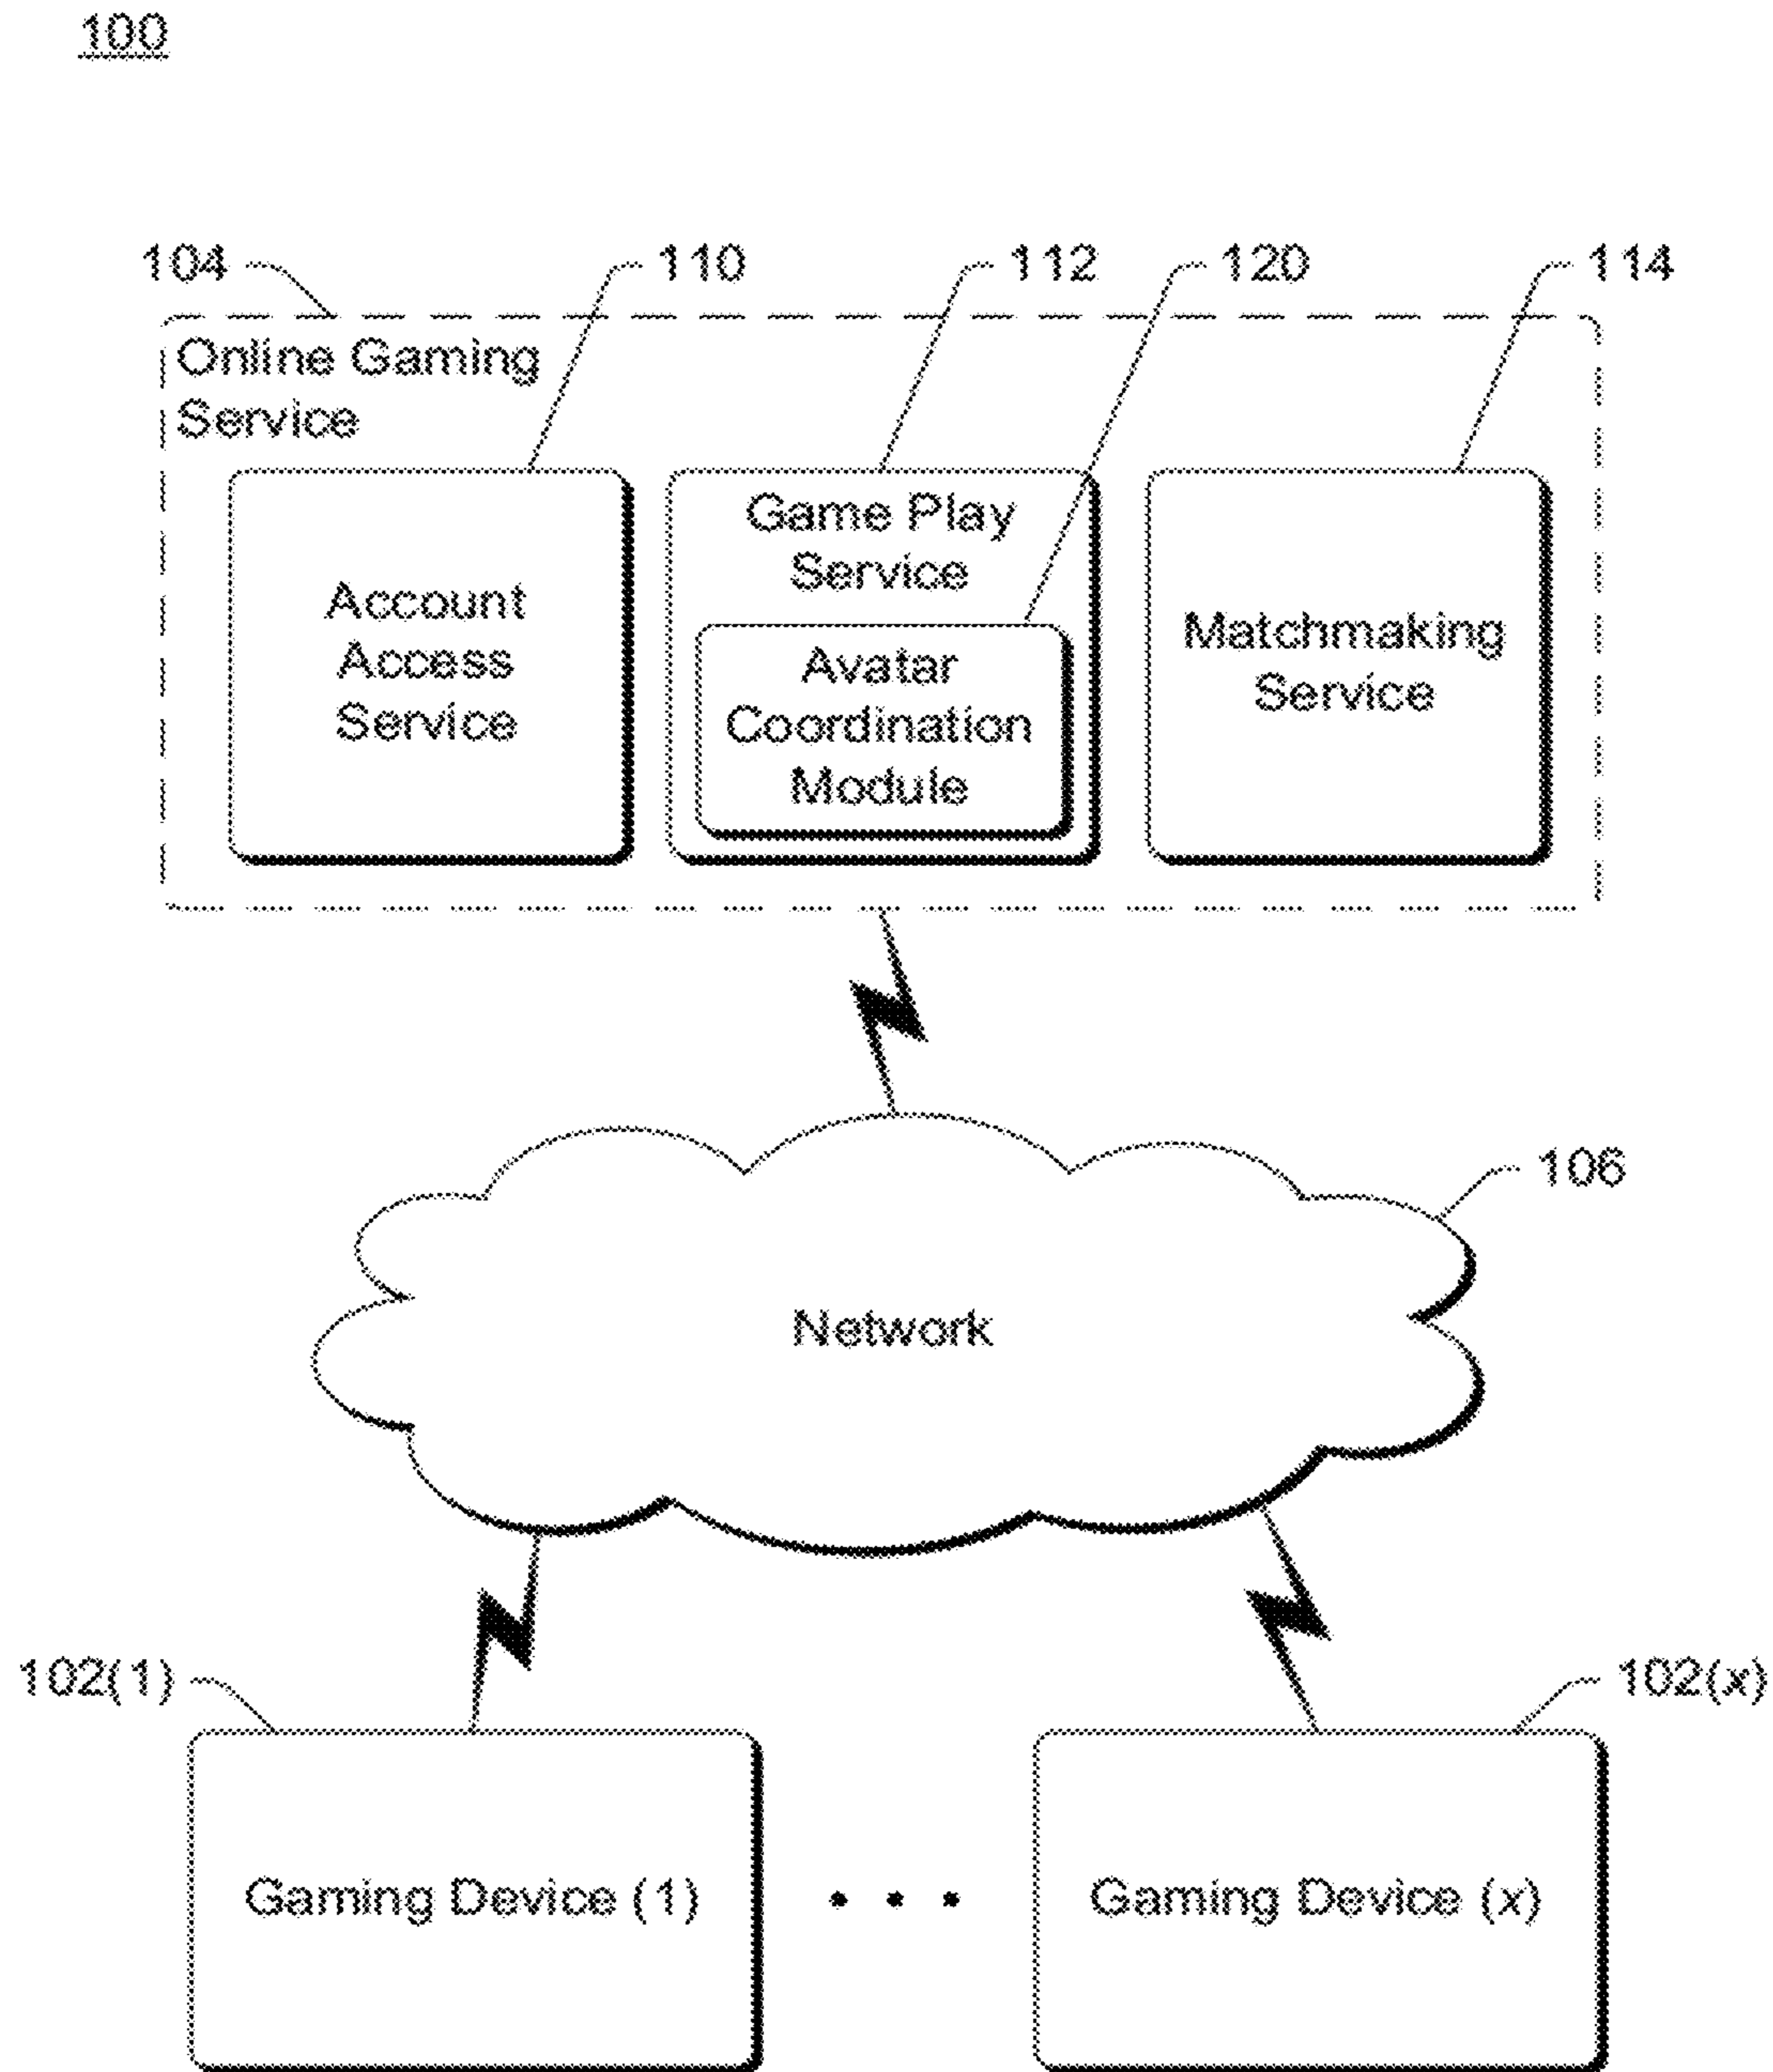 100
104
110
112
120
114
Online Gaming
Service
Account
Access
Service
Game Play
Service
Avatar
Coordination
Module
Matchmaking
Service
106
Network
102(1)
102(x)
Gaming Device (1)
• • •
Gaming Device (x)